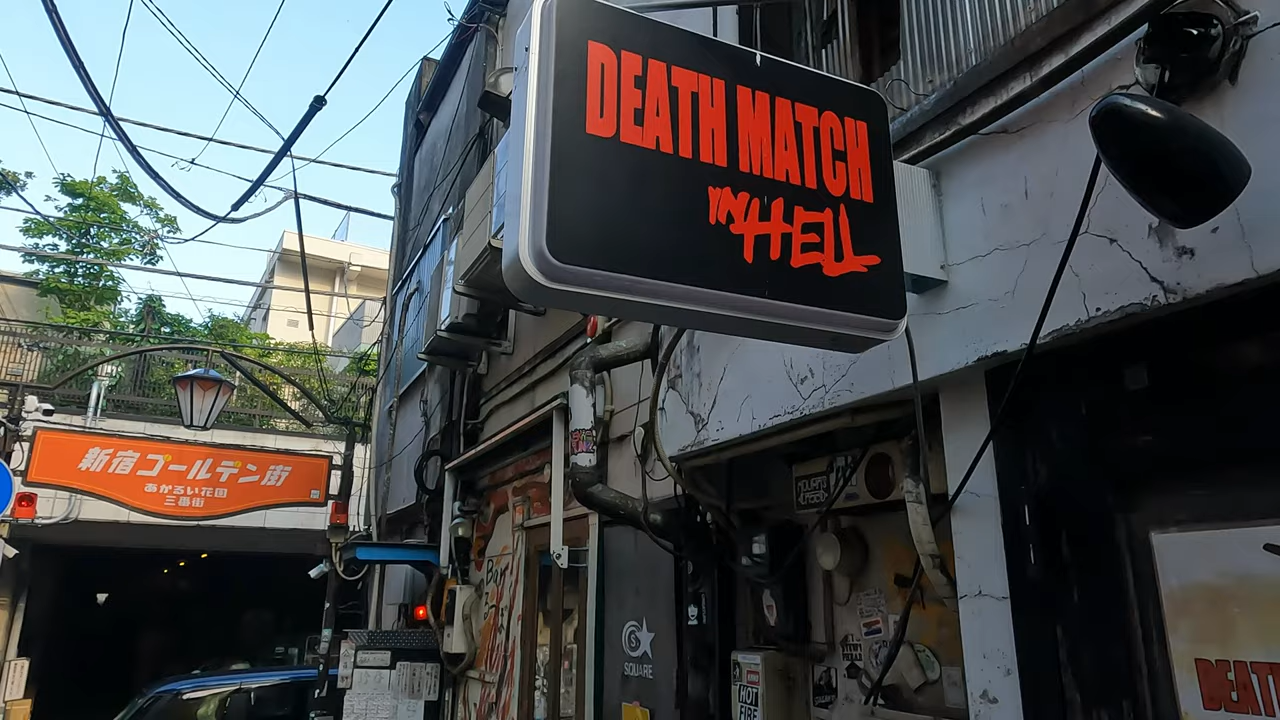 DEATH MATCH
IN HELL
新宿ゴールデン街
あかるい花園
三番街
SQUARE
HOT
FIRE
DEAT